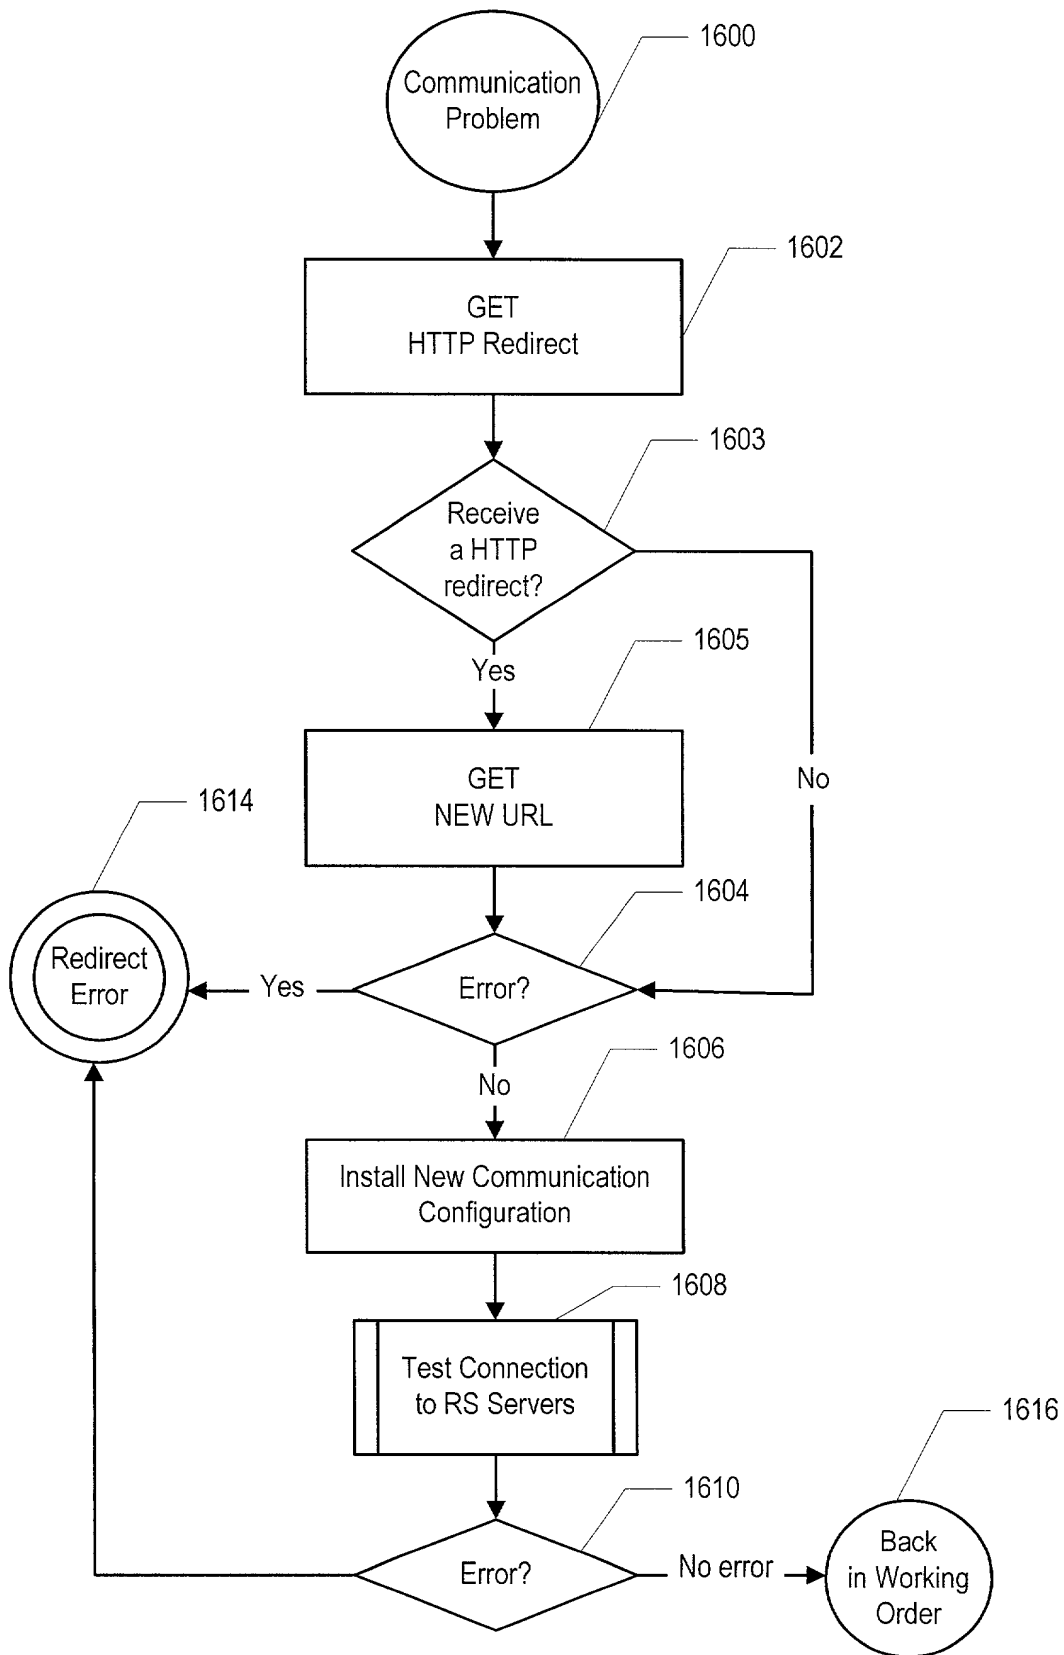 1600
Communication
Problem
1602
GET
HTTP Redirect
1603
Receive
a HTTP
redirect?
1605
Yes
GET
NEW URL
No
1614
1604
Redirect
Error
Yes
Error?
1606
No
Install New Communication
Configuration
1608
Test Connection
to RS Servers
1616
1610
Error?
No error
Back
in Working
Order